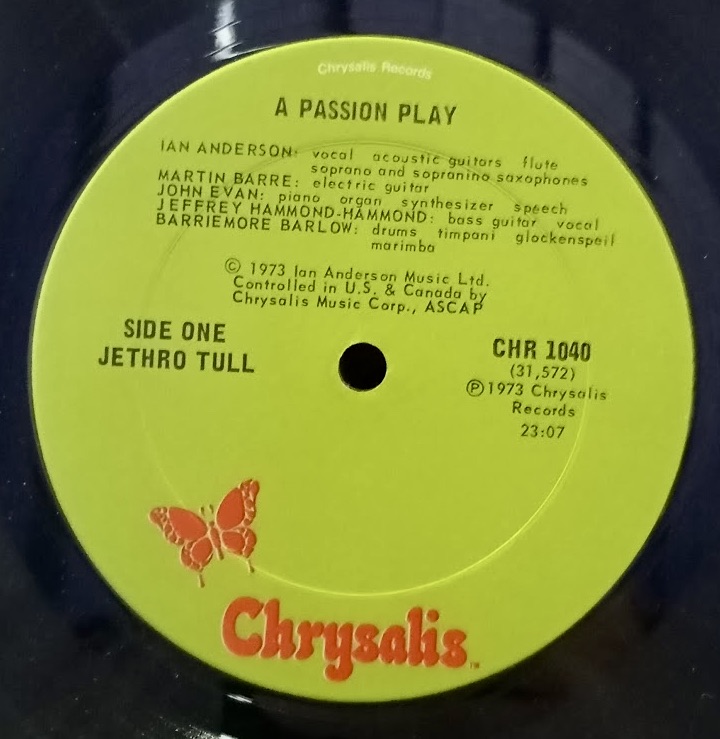 Chrysalis Records
A PASSION PLAY
IAN ANDERSON: vocal acoustic guitars flute
soprano and sopranino saxophones
MARTIN BARRE: electric guitar
JOHN EVAN: piano organ synthesizer speech
JEFFREY HAMMOND-HAMMOND: bass guitar vocal
BARRIEMORE BARLOW: drums timpani glockenspeil
marimba
© 1973 Ian Anderson Music Ltd.
Controlled in U.S. & Canada by
Chrysalis Music Corp., ASCAP
SIDE ONE
JETHRO TULL
CHR 1040
(31,572)
℗1973 Chrysalis
Records
23:07
Chrysalis™